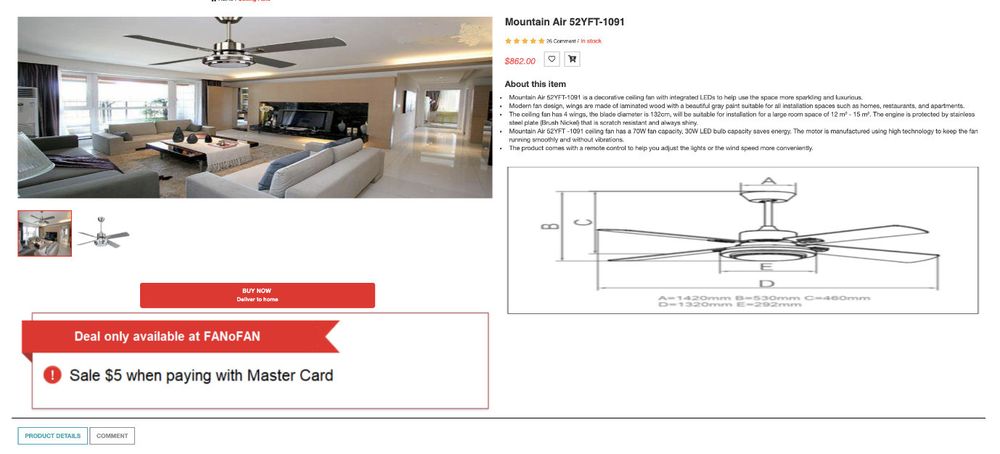 Mountain Air 52YFT-1091
26 Comment / In stock
$862.00
About this item
Mountain Air 52YFT-1091 is a decorative ceiling fan with integrated LEDs to help use the space more sparkling and luxurious.
Modern fan design, wings are made of laminated wood with a beautiful gray paint suitable for all installation spaces such as homes, restaurants, and apartments.
The ceiling fan has 4 wings, the blade diameter is 132cm, will be suitable for installation for a large room space of 12 m² - 15 m². The engine is protected by stainless
steel plate (Brush Nickel) that is scratch resistant and always shiny.
Mountain Air 52YFT -1091 ceiling fan has a 70W fan capacity, 30W LED bulb capacity saves energy. The motor is manufactured using high technology to keep the fan
running smoothly and without vibrations.
The product comes with a remote control to help you adjust the lights or the wind speed more conveniently.
A
B
C
E
D
A=1420mm B=530mm C=460mm
D=1320mm E=292mm
BUY NOW
Deliver to home
Deal only available at FANoFAN
Sale $5 when paying with Master Card
PRODUCT DETAILS
COMMENT